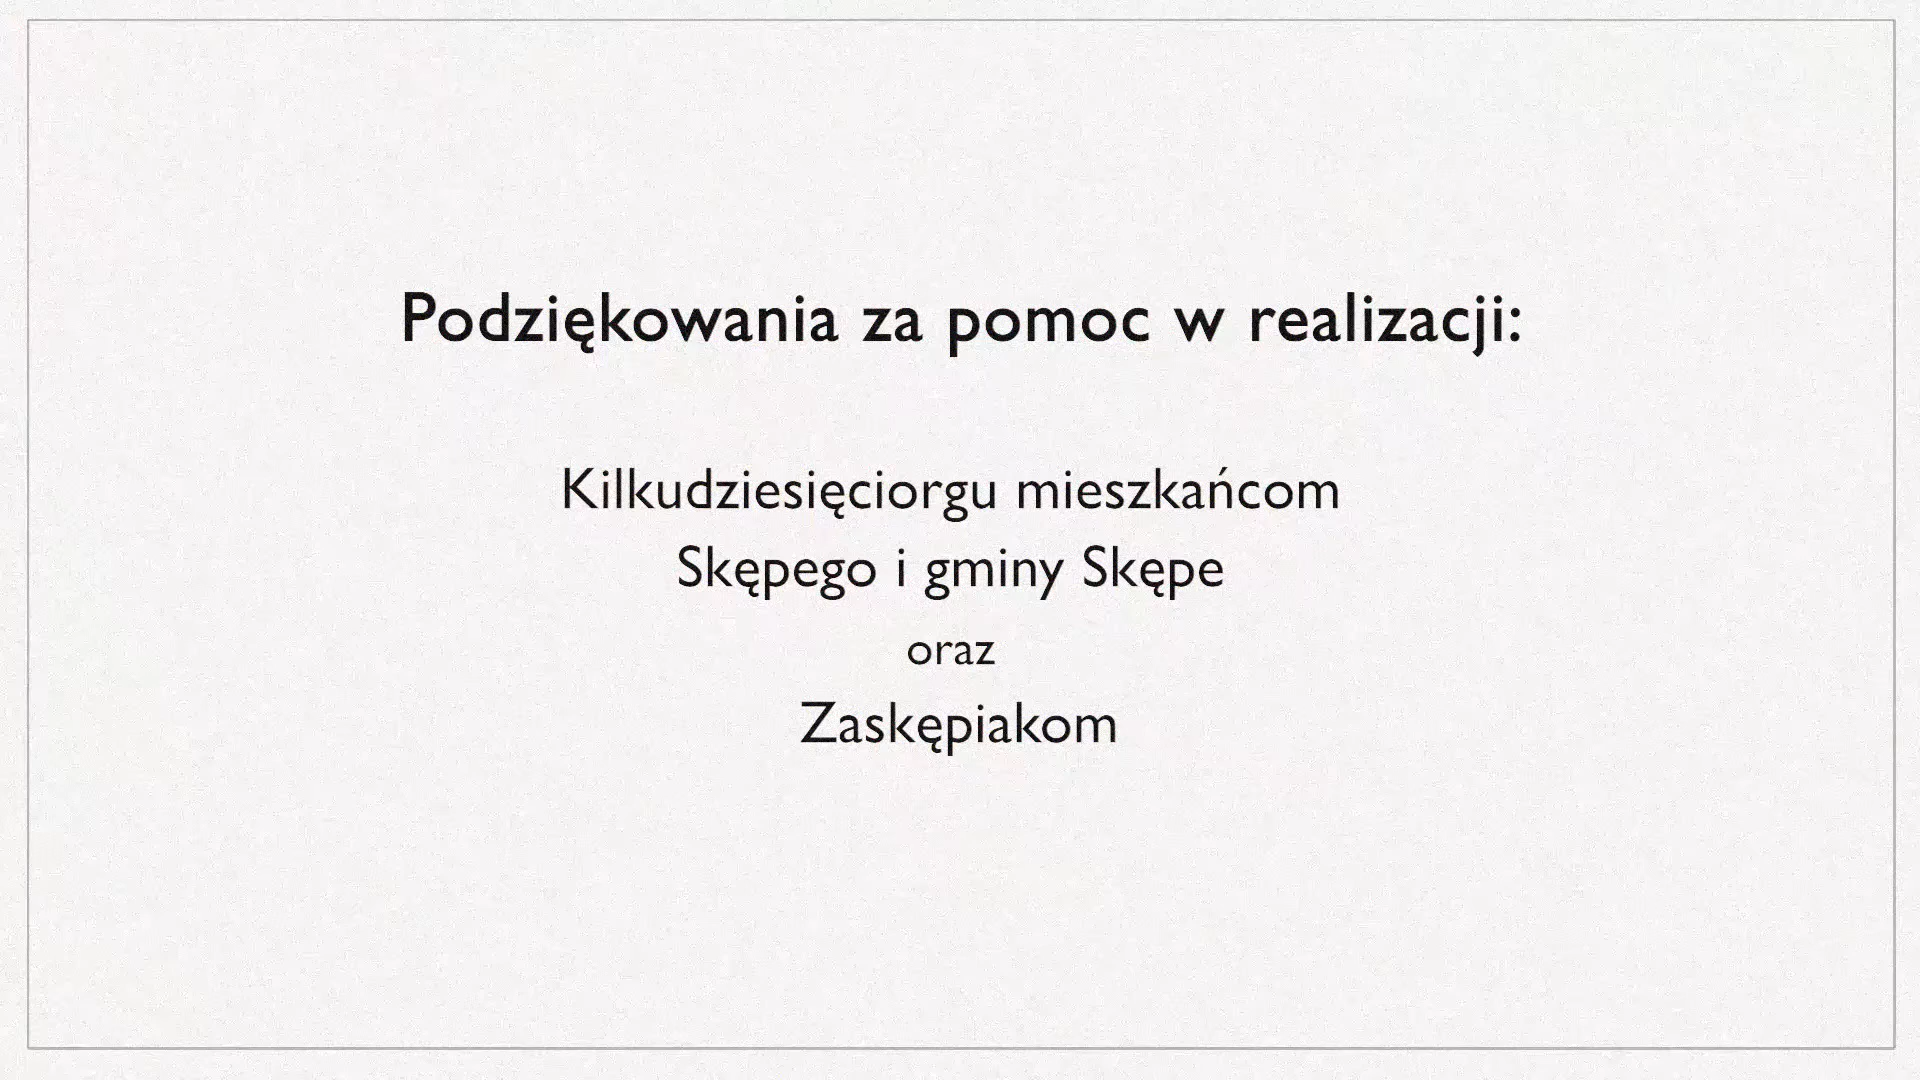 Podziękowania za pomoc w realizacji:
Kilkudziesięciorgu mieszkańcom
Skępego i gminy Skępe
oraz
Zaskępiakom